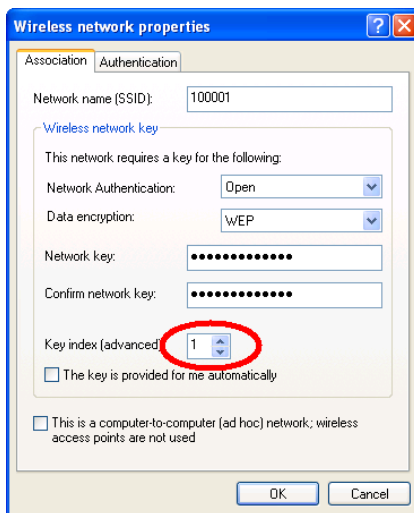 Wireless network properties
Association
Authentication
Network name (SSID):
100001
Wireless network key
This network requires a key for the following:
Network Authentication:
Open
Data encryption:
WEP
Network key:
•••••••••••••
Confirm network key:
•••••••••••••
Key index (advanced)
1
The key is provided for me automatically
This is a computer-to-computer (ad hoc) network; wireless
access points are not used
OK
Cancel